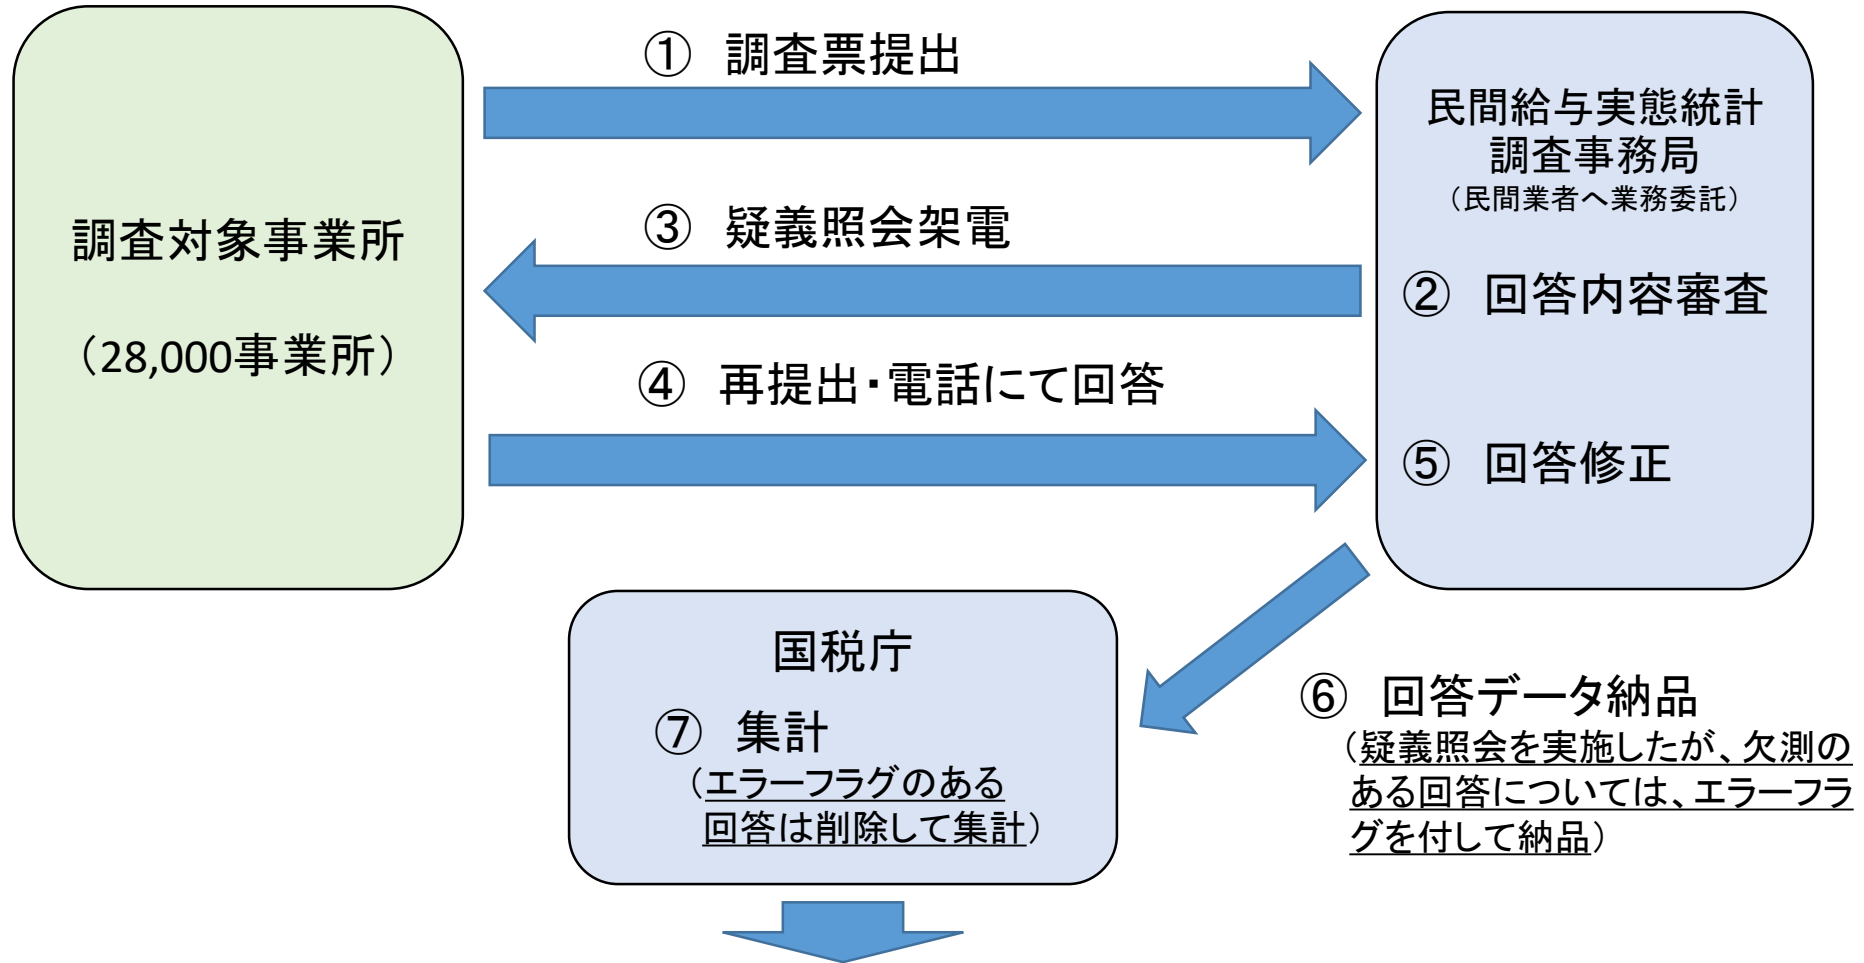 ① 調査票提出
民間給与実態統計
調査事務局
（民間業者へ業務委託）
調査対象事業所
（28,000事業所）
③ 疑義照会架電
② 回答内容審査
④ 再提出・電話にて回答
⑤ 回答修正
国税庁
⑦ 集計
（エラーフラグのある
回答は削除して集計）
⑥ 回答データ納品
（疑義照会を実施したが、欠測の
ある回答については、エラーフラ
グを付して納品）